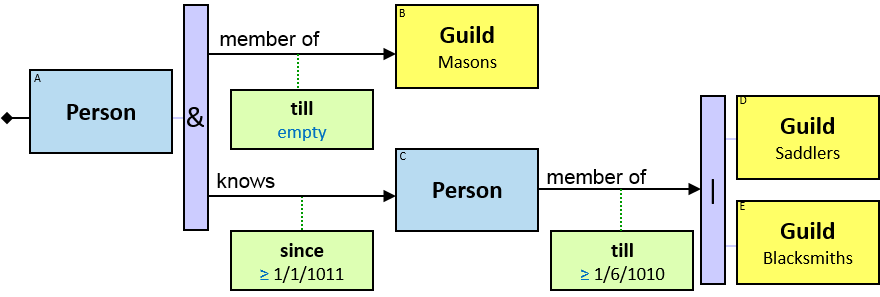 A
Person
&
member of
till
empty
B
Guild
Masons
knows
since
≥ 1/1/1011
C
Person
member of
till
≥ 1/6/1010
|
D
Guild
Saddlers
E
Guild
Blacksmiths